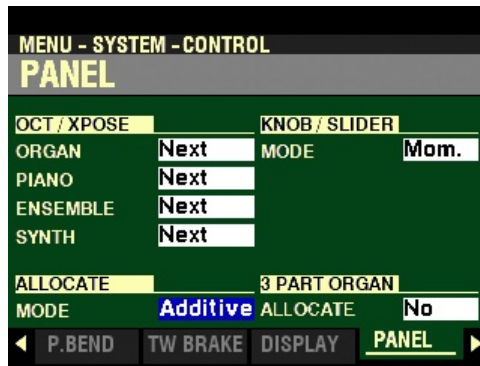 MENU - SYSTEM - CONTROL
PANEL
OCT / XPOSE
ORGAN Next
PIANO Next
ENSEMBLE Next
SYNTH Next
KNOB / SLIDER
MODE Mom.
ALLOCATE
MODE Additive
3 PART ORGAN
ALLOCATE No
P.BEND TW BRAKE DISPLAY PANEL